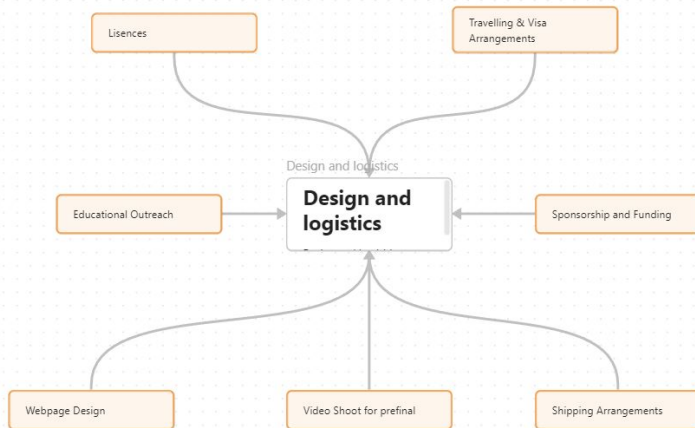 Lisences
Travelling & Visa
Arrangements
Design and logistics
Design and
logistics
Educational Outreach
Sponsorship and Funding
Webpage Design
Video Shoot for prefinal
Shipping Arrangements